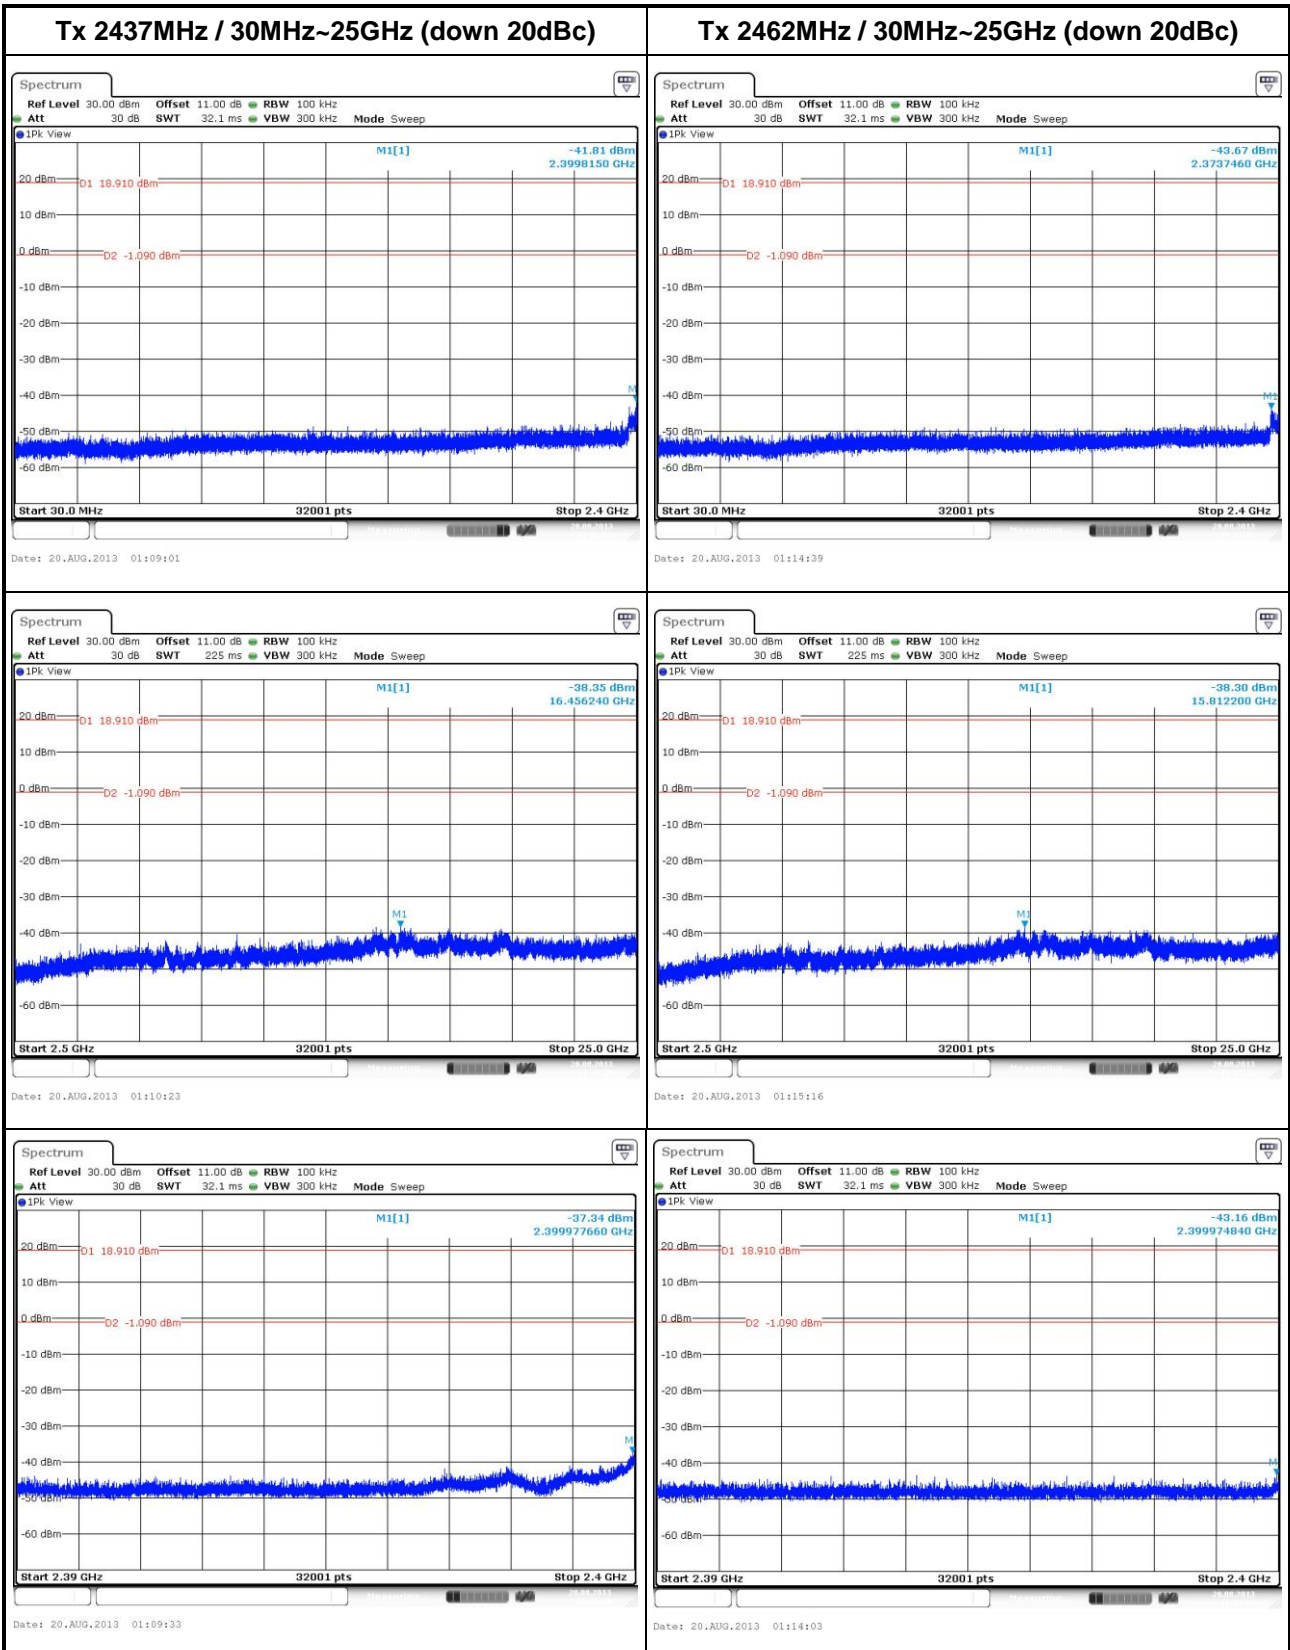 Tx 2437MHz / 30MHz~25GHz (down 20dBc)
Tx 2462MHz / 30MHz~25GHz (down 20dBc)
Spectrum
Ref Level 30.00 dBm Offset 11.00 dB RBW 100 kHz
Att 30 dB SWT 32.1 ms VBW 300 kHz Mode Sweep
1Pk View
M1[1] -41.81 dBm
2.3998150 GHz
20 dBm
D1 18.910 dBm
10 dBm
0 dBm
D2 -1.090 dBm
-10 dBm
-20 dBm
-30 dBm
-40 dBm
M
-50 dBm
-60 dBm
Start 30.0 MHz 32001 pts Stop 2.4 GHz
Date: 20.AUG.2013 01:09:01
Spectrum
Ref Level 30.00 dBm Offset 11.00 dB RBW 100 kHz
Att 30 dB SWT 32.1 ms VBW 300 kHz Mode Sweep
1Pk View
M1[1] -43.67 dBm
2.3737460 GHz
20 dBm
D1 18.910 dBm
10 dBm
0 dBm
D2 -1.090 dBm
-10 dBm
-20 dBm
-30 dBm
-40 dBm
M1
-50 dBm
-60 dBm
Start 30.0 MHz 32001 pts Stop 2.4 GHz
Date: 20.AUG.2013 01:14:39
Spectrum
Ref Level 30.00 dBm Offset 11.00 dB RBW 100 kHz
Att 30 dB SWT 225 ms VBW 300 kHz Mode Sweep
1Pk View
M1[1] -38.35 dBm
16.456240 GHz
20 dBm
D1 18.910 dBm
10 dBm
0 dBm
D2 -1.090 dBm
-10 dBm
-20 dBm
-30 dBm
M1
-40 dBm
-60 dBm
Start 2.5 GHz 32001 pts Stop 25.0 GHz
Date: 20.AUG.2013 01:10:23
Spectrum
Ref Level 30.00 dBm Offset 11.00 dB RBW 100 kHz
Att 30 dB SWT 225 ms VBW 300 kHz Mode Sweep
1Pk View
M1[1] -38.30 dBm
15.812200 GHz
20 dBm
D1 18.910 dBm
10 dBm
0 dBm
D2 -1.090 dBm
-10 dBm
-20 dBm
-30 dBm
M1
-40 dBm
-60 dBm
Start 2.5 GHz 32001 pts Stop 25.0 GHz
Date: 20.AUG.2013 01:15:16
Spectrum
Ref Level 30.00 dBm Offset 11.00 dB RBW 100 kHz
Att 30 dB SWT 32.1 ms VBW 300 kHz Mode Sweep
1Pk View
M1[1] -37.34 dBm
2.399977660 GHz
20 dBm
D1 18.910 dBm
10 dBm
0 dBm
D2 -1.090 dBm
-10 dBm
-20 dBm
-30 dBm
M
-40 dBm
-50 dBm
-60 dBm
Start 2.39 GHz 32001 pts Stop 2.4 GHz
Date: 20.AUG.2013 01:09:33
Spectrum
Ref Level 30.00 dBm Offset 11.00 dB RBW 100 kHz
Att 30 dB SWT 32.1 ms VBW 300 kHz Mode Sweep
1Pk View
M1[1] -43.16 dBm
2.399974840 GHz
20 dBm
D1 18.910 dBm
10 dBm
0 dBm
D2 -1.090 dBm
-10 dBm
-20 dBm
-30 dBm
-40 dBm
M
-50 dBm
-60 dBm
Start 2.39 GHz 32001 pts Stop 2.4 GHz
Date: 20.AUG.2013 01:14:03